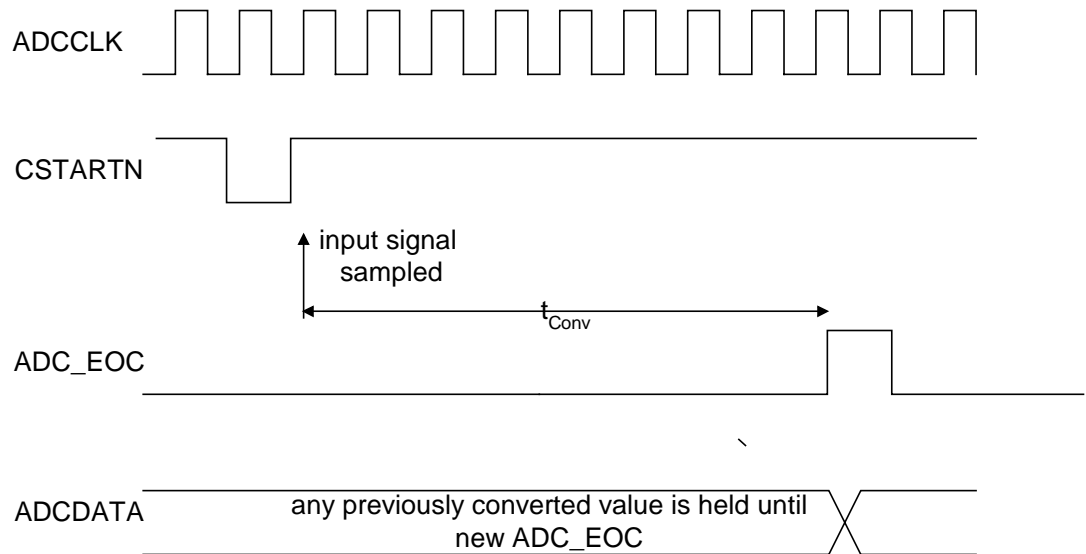 ADCCLK
CSTARTN
input signal
sampled
tConv
ADC_EOC
ADCDATA
any previously converted value is held until
new ADC_EOC